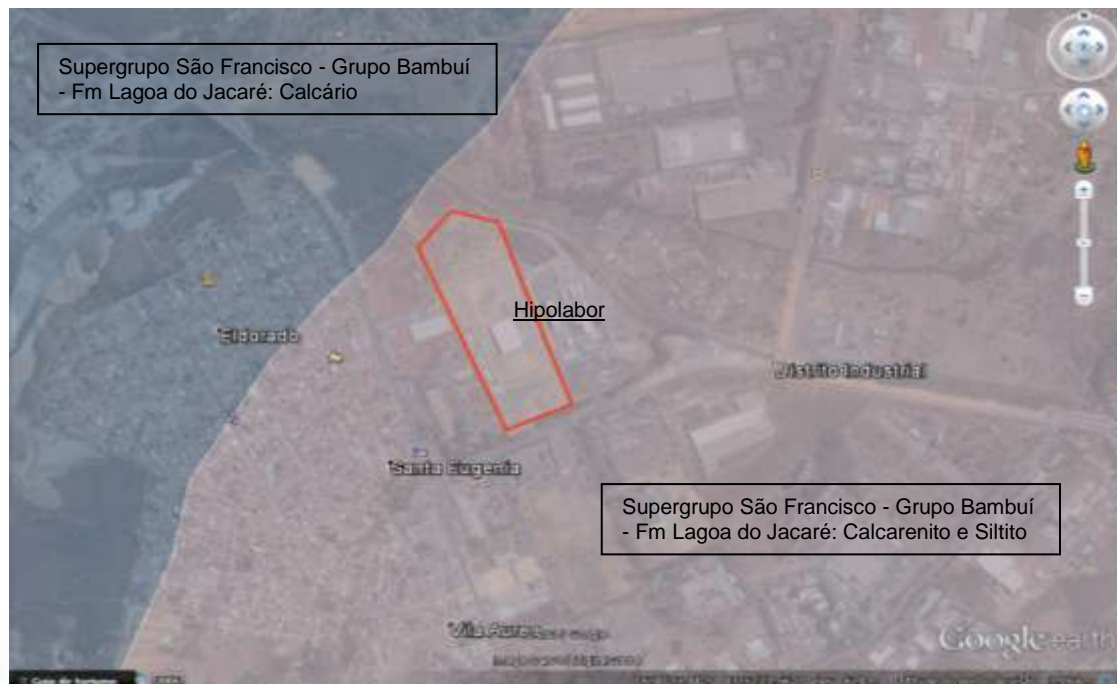 Supergrupo São Francisco - Grupo Bambuí
- Fm Lagoa do Jacaré: Calcário
Hipolabor
Eldorado
Distrito Industrial
Santa Eugenia
Supergrupo São Francisco - Grupo Bambuí
- Fm Lagoa do Jacaré: Calcarenito e Siltito
Vila
Google earth